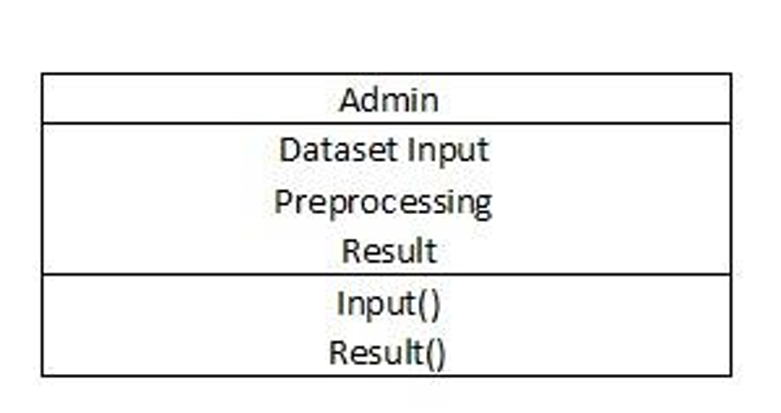 Admin
Dataset Input
Preprocessing
Result
Input()
Result()